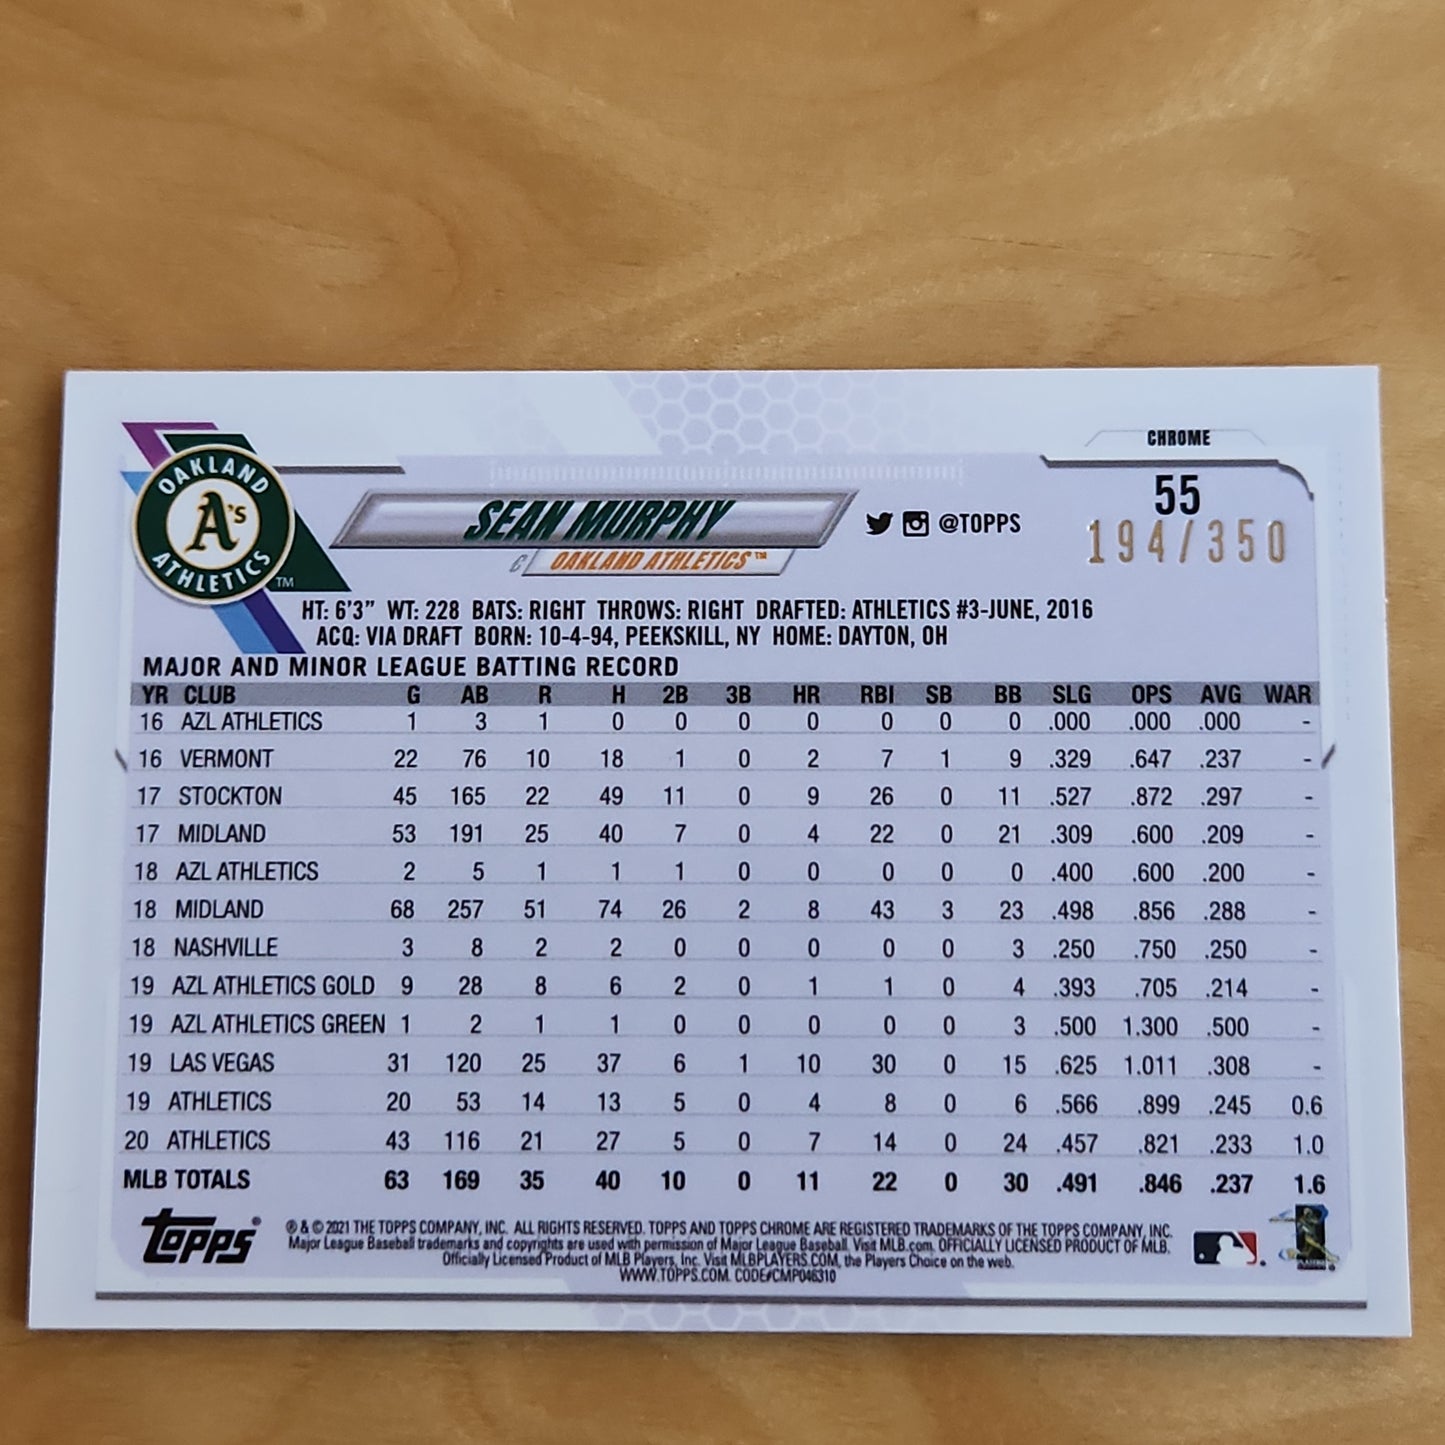 CHROME
OAKLAND ATHLETICS A's TM
SEAN MURPHY
@TOPPS
55
194/350
C OAKLAND ATHLETICS™
HT: 6'3" WT: 228 BATS: RIGHT THROWS: RIGHT DRAFTED: ATHLETICS #3-JUNE, 2016
ACQ: VIA DRAFT BORN: 10-4-94, PEEKSKILL, NY HOME: DAYTON, OH
MAJOR AND MINOR LEAGUE BATTING RECORD
YR CLUB G AB R H 2B 3B HR RBI SB BB SLG OPS AVG WAR
16 AZL ATHLETICS 1 3 1 0 0 0 0 0 0 0 .000 .000 .000 -
16 VERMONT 22 76 10 18 1 0 2 7 1 9 .329 .647 .237 -
17 STOCKTON 45 165 22 49 11 0 9 26 0 11 .527 .872 .297 -
17 MIDLAND 53 191 25 40 7 0 4 22 0 21 .309 .600 .209 -
18 AZL ATHLETICS 2 5 1 1 1 0 0 0 0 0 .400 .600 .200 -
18 MIDLAND 68 257 51 74 26 2 8 43 3 23 .498 .856 .288 -
18 NASHVILLE 3 8 2 2 0 0 0 0 0 3 .250 .750 .250 -
19 AZL ATHLETICS GOLD 9 28 8 6 2 0 1 1 0 4 .393 .705 .214 -
19 AZL ATHLETICS GREEN 1 2 1 1 0 0 0 0 0 3 .500 1.300 .500 -
19 LAS VEGAS 31 120 25 37 6 1 10 30 0 15 .625 1.011 .308 -
19 ATHLETICS 20 53 14 13 5 0 4 8 0 6 .566 .899 .245 0.6
20 ATHLETICS 43 116 21 27 5 0 7 14 0 24 .457 .821 .233 1.0
MLB TOTALS 63 169 35 40 10 0 11 22 0 30 .491 .846 .237 1.6
topps®
® & © 2021 THE TOPPS COMPANY, INC. ALL RIGHTS RESERVED. TOPPS AND TOPPS CHROME ARE REGISTERED TRADEMARKS OF THE TOPPS COMPANY, INC.
Major League Baseball trademarks and copyrights are used with permission of Major League Baseball. Visit MLB.com. OFFICIALLY LICENSED PRODUCT OF MLB.
Officially Licensed Product of MLB Players, Inc. Visit MLBPLAYERS.COM, the Players Choice on the web.
WWW.TOPPS.COM. CODE#CMP046310